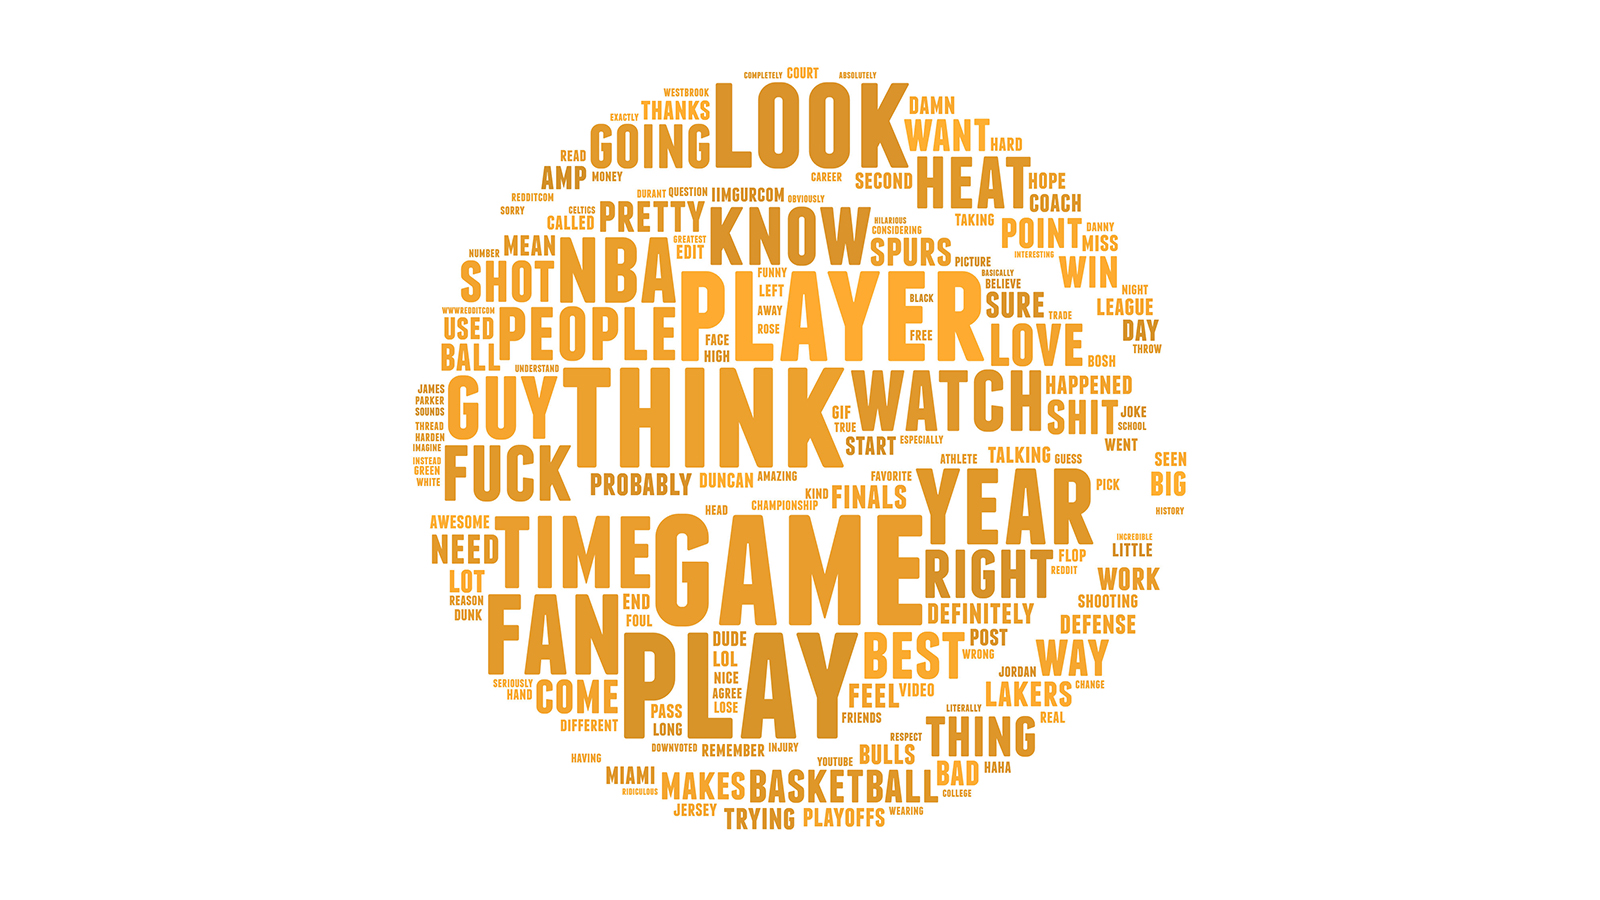 COMPLETELY COURT ABSOLUTELY
WESTBROOK
EXACTLY THANKS LOOK DAMN
READ GOING WANT HARD
AMP MONEY CAREER SECOND HEAT HOPE
COACH
REDDITCOM DURANT QUESTION IIMGURCOM OBVIOUSLY
SORRY CELTICS
CALLED PRETTY KNOW HILARIOUS
CONSIDERING TAKING POINT DANNY
MISS
NUMBER MEAN GREATEST
EDIT SPURS PICTURE INTERESTING
SHOT NBA FUNNY BASICALLY
BELIEVE WIN
LEFT NIGHT
WWWREDDITCOM PLAYER BLACK SURE LEAGUE
USED PEOPLE AWAY TRADE DAY
ROSE FREE
BALL FACE LOVE THROW
HIGH BOSH
UNDERSTAND
JAMES GUY THINK WATCH HAPPENED
PARKER
SOUNDS GIF SHIT JOKE
THREAD TRUE SCHOOL
HARDEN START ESPECIALLY WENT
IMAGINE
INSTEAD FUCK ATHLETE TALKING GUESS SEEN
GREEN
WHITE PROBABLY DUNCAN AMAZING FAVORITE YEAR PICK BIG
KIND FINALS
HEAD CHAMPIONSHIP HISTORY
AWESOME TIME GAME
NEED RIGHT FLOP INCREDIBLE
LITTLE
LOT REDDIT WORK
REASON END SHOOTING
DUNK FAN FOUL DEFINITELY DEFENSE
PLAY DUDE BEST POST
LOL WRONG WAY
NICE JORDAN
SERIOUSLY AGREE FEEL VIDEO LAKERS CHANGE
HAND COME PASS LOSE
DIFFERENT LONG FRIENDS LITERALLY REAL
DOWNVOTED REMEMBER INJURY RESPECT THING
HAVING YOUTUBE BULLS
MIAMI MAKES BASKETBALL BAD HAHA
RIDICULOUS COLLEGE
JERSEY TRYING PLAYOFFS WEARING